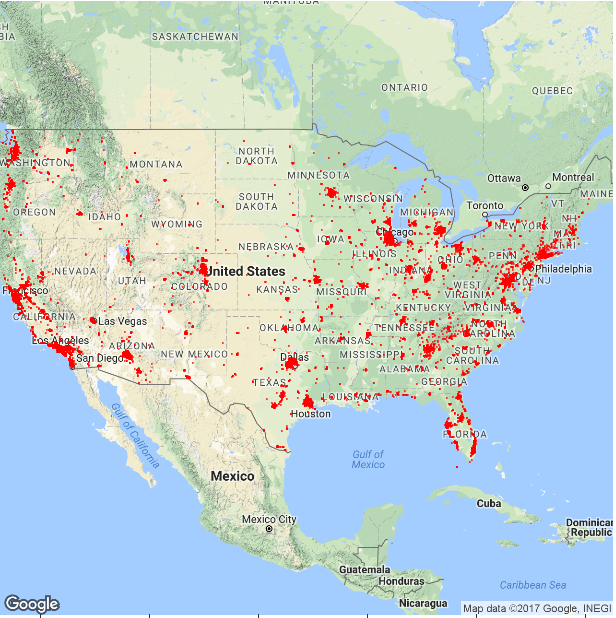 MANITOBA
SASKATCHEWAN
ONTARIO
QUEBEC
WASHINGTON
MONTANA
NORTH
DAKOTA
MINNESOTA
Ottawa
Montreal
MAINE
OREGON
IDAHO
SOUTH
DAKOTA
WISCONSIN
MICHIGAN
Toronto
VT
NH
NEW YORK
WYOMING
IOWA
Chicago
NEBRASKA
ILLINOIS
INDIANA
OHIO
PENN
Philadelphia
NEVADA
UTAH
COLORADO
United States
KANSAS
MISSOURI
WEST
VIRGINIA
VIRGINIA
DE
NJ
Francisco
CALIFORNIA
Las Vegas
KENTUCKY
Los Angeles
ARIZONA
NEW MEXICO
OKLAHOMA
ARKANSAS
TENNESSEE
NORTH
CAROLINA
San Diego
Dallas
MISSISSIPPI
ALABAMA
SOUTH
CAROLINA
TEXAS
GEORGIA
LOUISIANA
Houston
Gulf of
California
FLORIDA
Gulf of
Mexico
Mexico
Cuba
Mexico City
Dominican
Republic
Guatemala
Honduras
Caribbean Sea
Nicaragua
Google
Map data ©2017 Google, INEGI